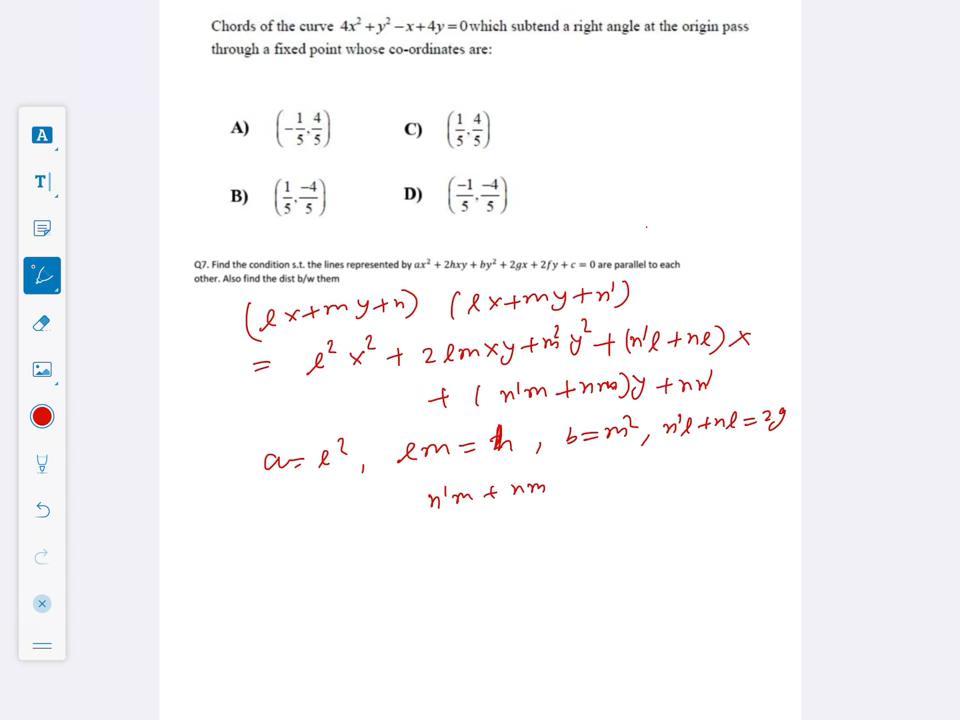 Chords of the curve 4x² + y² − x + 4y = 0 which subtend a right angle at the origin pass
through a fixed point whose co-ordinates are:
A) (−1/5, 4/5) C) (1/5, 4/5)
B) (1/5, −4/5) D) (−1/5, −4/5)
Q7. Find the condition s.t. the lines represented by ax² + 2hxy + by² + 2gx + 2fy + c = 0 are parallel to each
other. Also find the dist b/w them
(lx+my+n) (lx+my+n')
= l²x² + 2lmxy + m²y² + (n'l + nl)x
+ (n'm + nm)y + nn'
a = l², lm = h, b = m², n'l + nl = 2g
n'm + nm
A
T